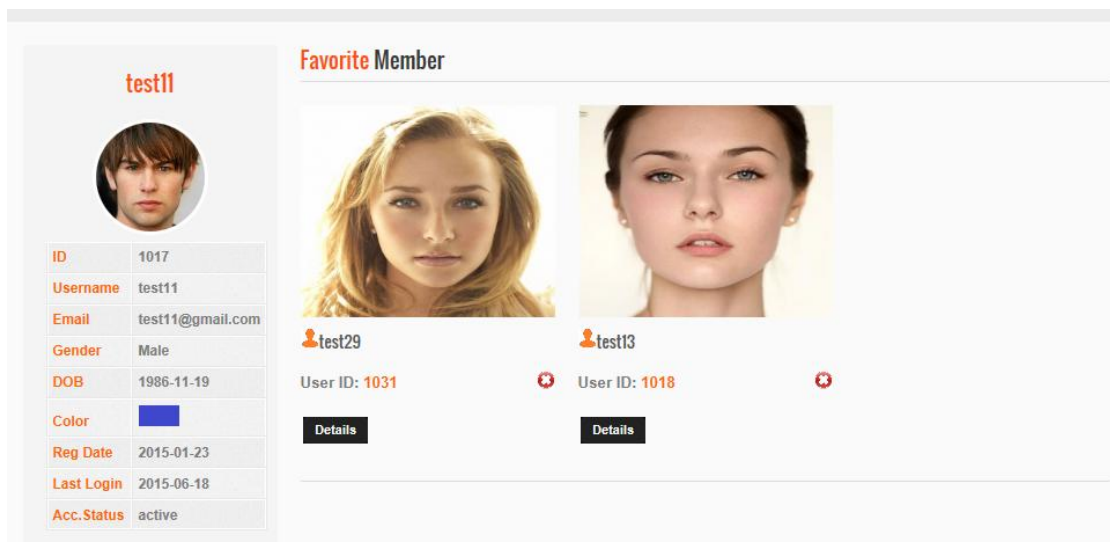 test11
ID 1017
Username test11
Email test11@gmail.com
Gender Male
DOB 1986-11-19
Color
Reg Date 2015-01-23
Last Login 2015-06-18
Acc.Status active
Favorite Member
test29
User ID: 1031
Details
test13
User ID: 1018
Details